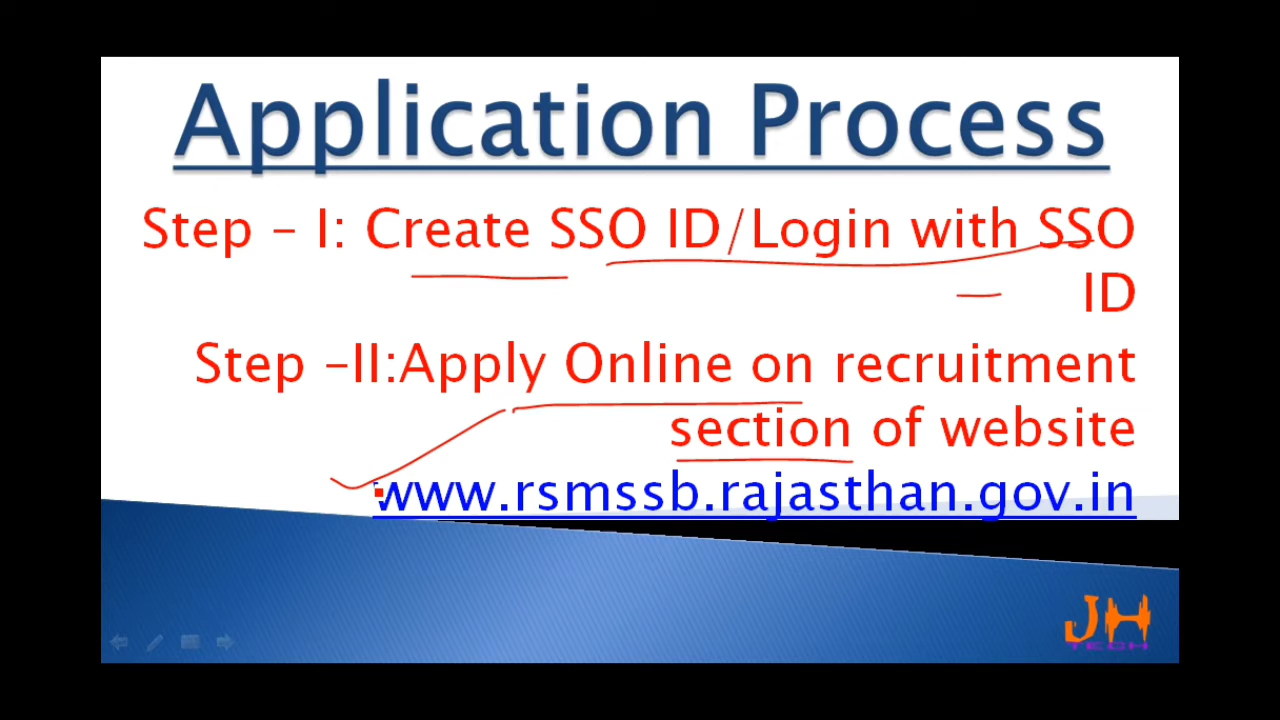 Application Process
Step – I: Create SSO ID/Login with SSO
ID
Step –II:Apply Online on recruitment
section of website
www.rsmssb.rajasthan.gov.in
JH
TECH